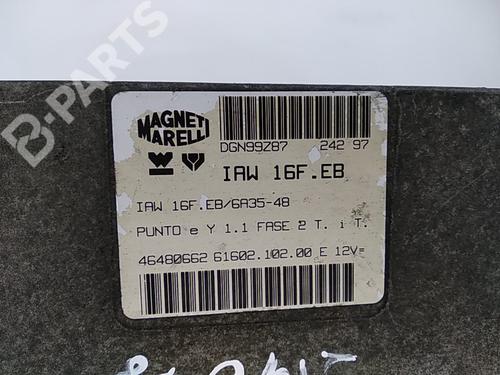 B-PARTS
MAGNETI
MARELLI
DGN99Z87 242 97
IAW 16F.EB
IAW 16F.EB/6A35-48
PUNTO e Y 1.1 FASE 2 T. i T.
46480662 61602.102.00 E 12V=